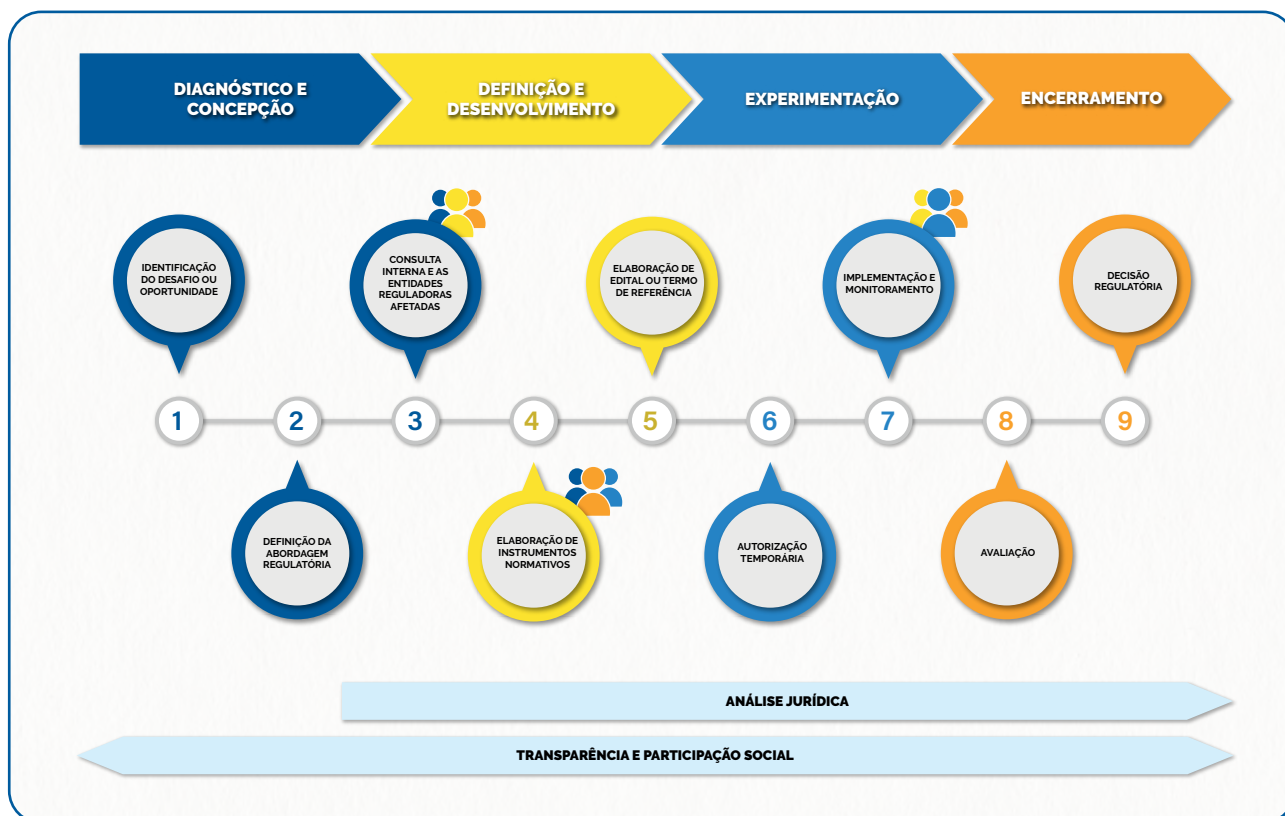 DIAGNÓSTICO E
CONCEPÇÃO
DEFINIÇÃO E
DESENVOLVIMENTO
EXPERIMENTAÇÃO
ENCERRAMENTO
IDENTIFICAÇÃO
DO DESAFIO OU
OPORTUNIDADE
CONSULTA
INTERNA E AS
ENTIDADES
REGULADORAS
AFETADAS
ELABORAÇÃO DE
EDITAL OU TERMO
DE REFERÊNCIA
IMPLEMENTAÇÃO E
MONITORAMENTO
DECISÃO
REGULATÓRIA
1
2
3
4
5
6
7
8
9
DEFINIÇÃO DA
ABORDAGEM
REGULATÓRIA
ELABORAÇÃO DE
INSTRUMENTOS
NORMATIVOS
AUTORIZAÇÃO
TEMPORÁRIA
AVALIAÇÃO
ANÁLISE JURÍDICA
TRANSPARÊNCIA E PARTICIPAÇÃO SOCIAL